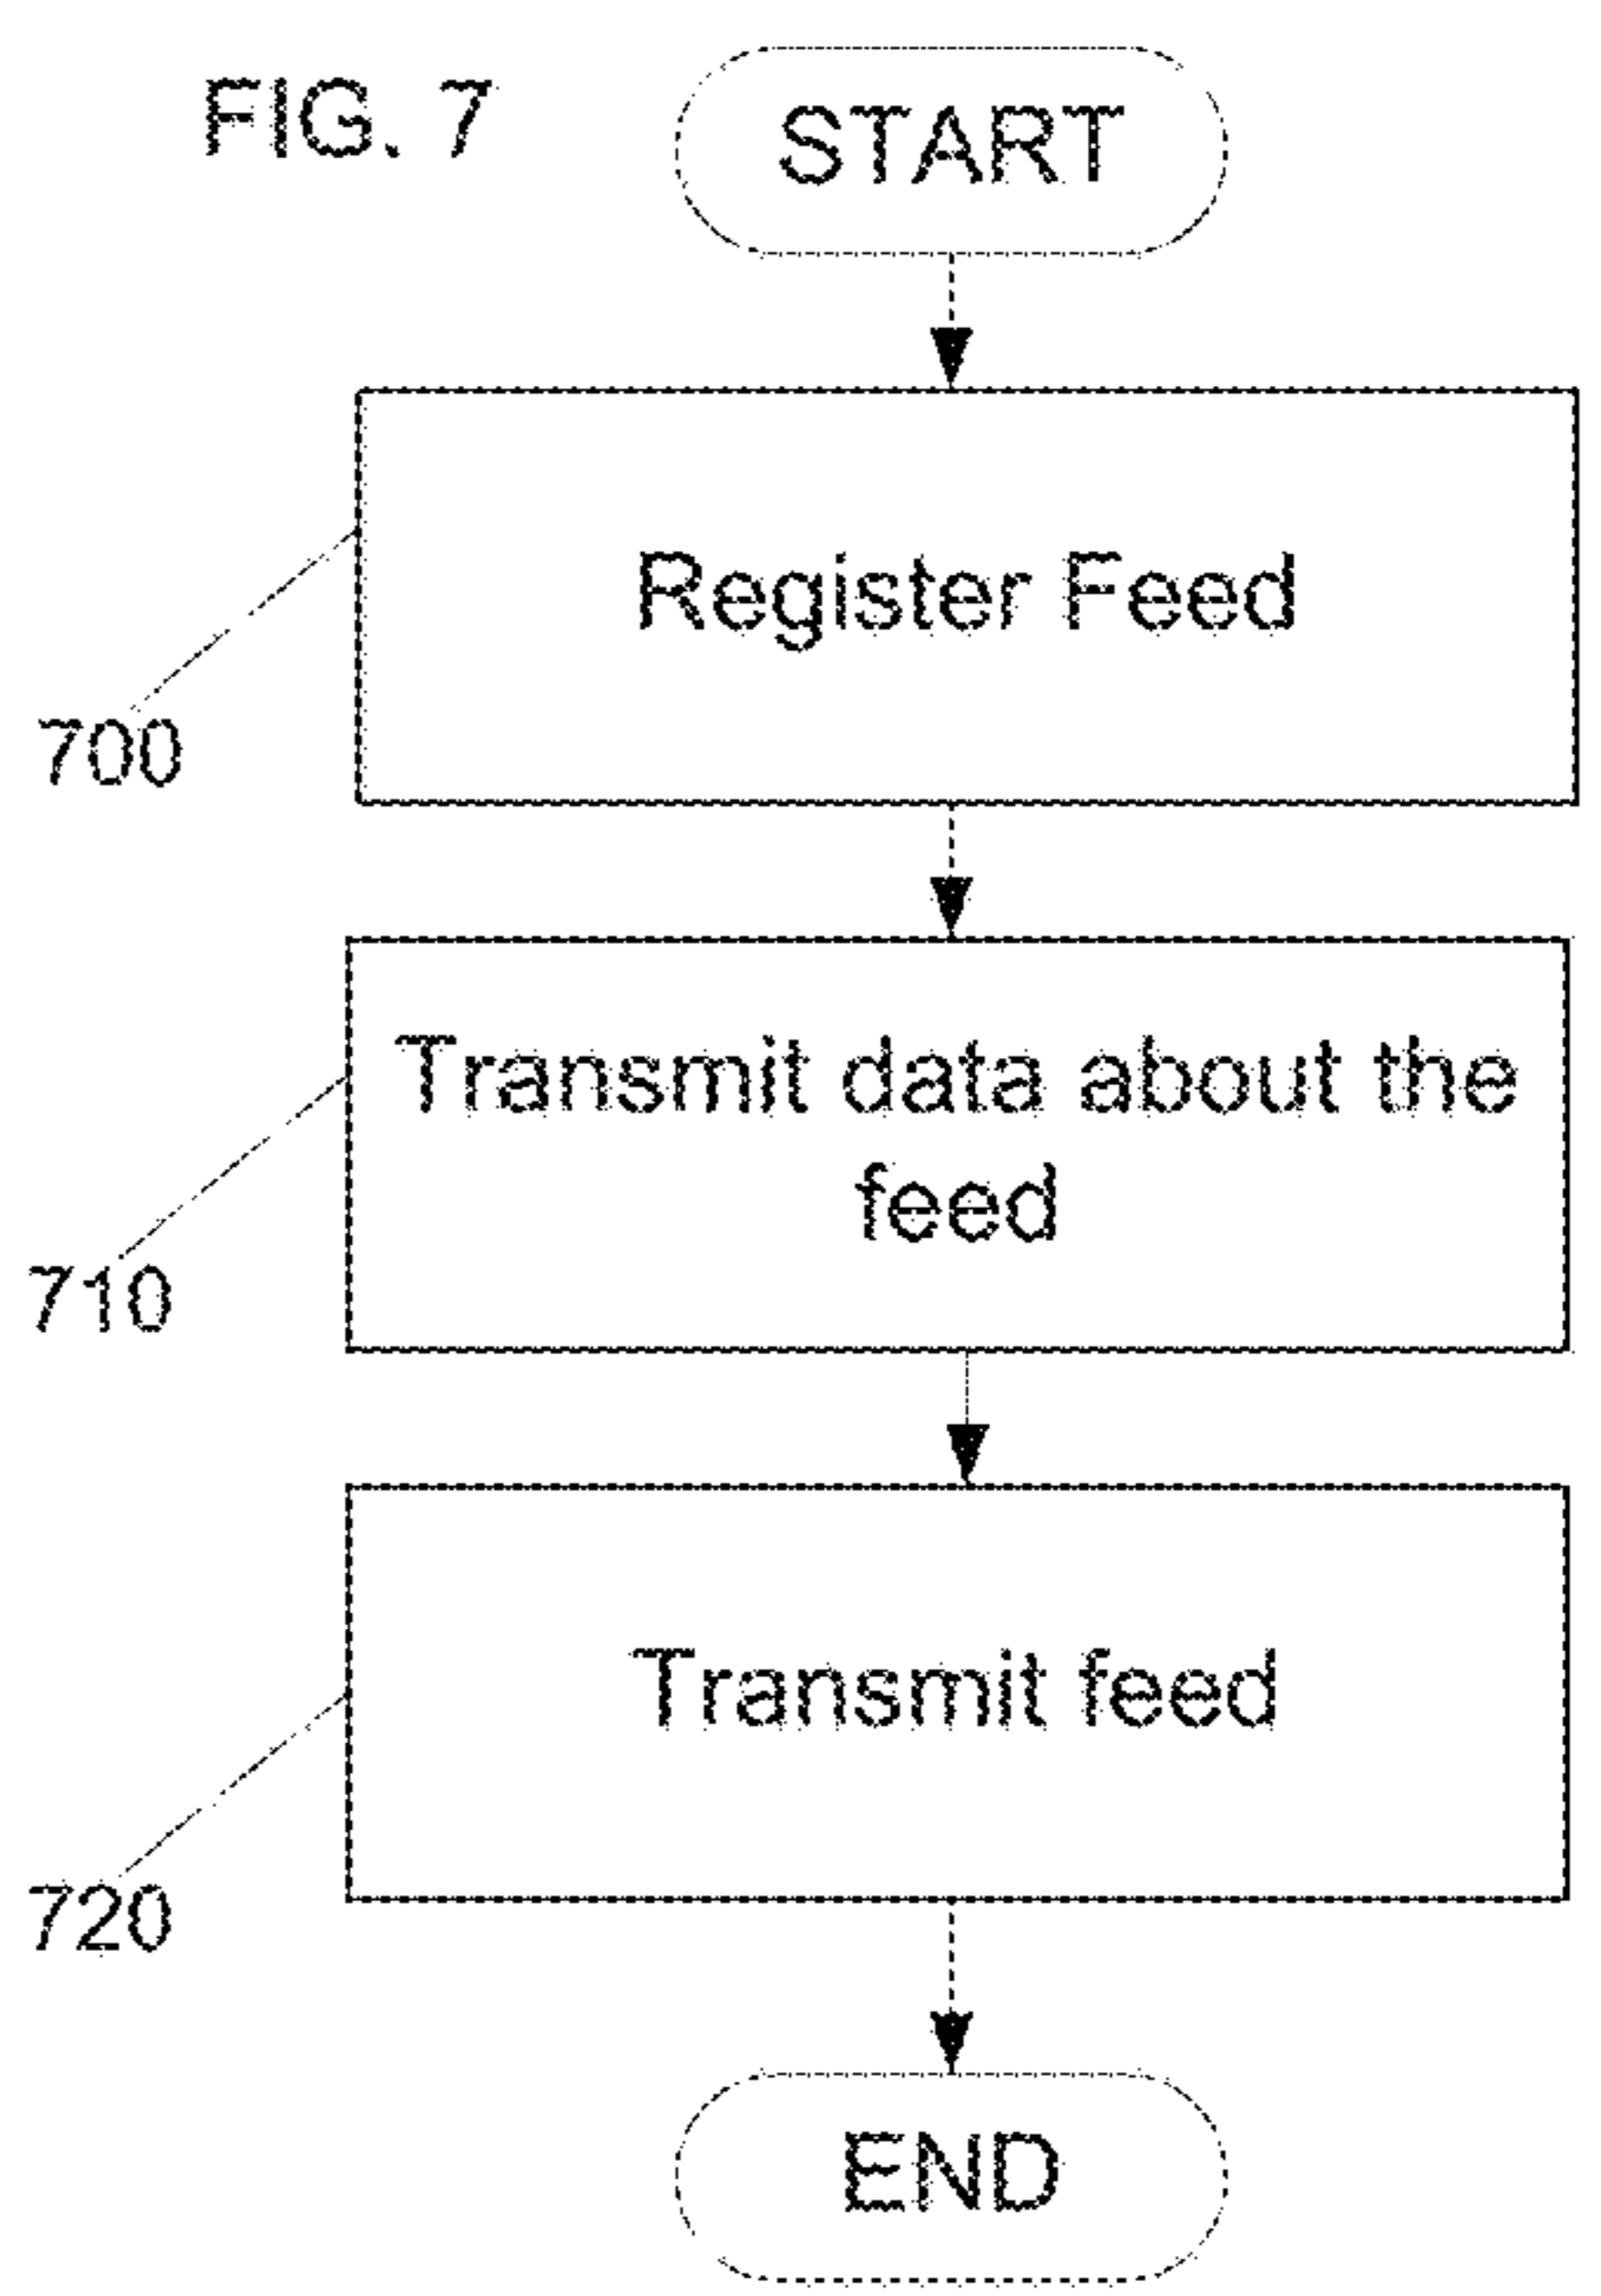 FIG. 7
START
Register Feed
700
Transmit data about the
feed
710
Transmit feed
720
END